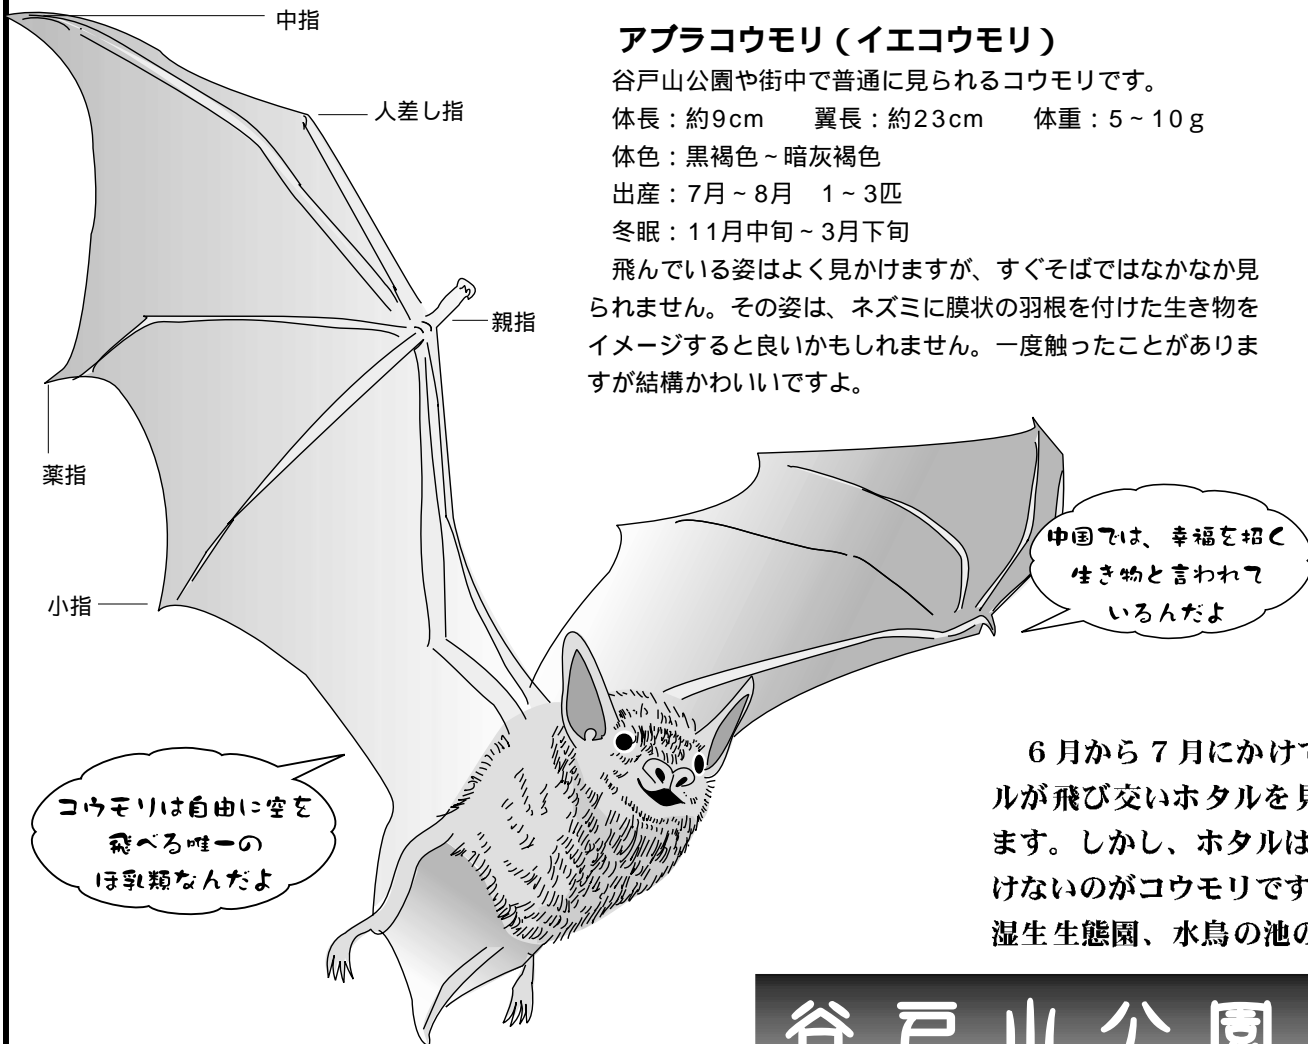 中指
人差し指
親指
薬指
小指
アブラコウモリ（イエコウモリ）
谷戸山公園や街中で普通に見られるコウモリです。
体長：約9cm　　翼長：約23cm　　体重：5~10g
体色：黒褐色~暗灰褐色
出産：7月~8月　1~3匹
冬眠：11月中旬~3月下旬
飛んでいる姿はよく見かけますが、すぐそばではなかなか見
られません。その姿は、ネズミに膜状の羽根を付けた生き物を
イメージすると良いかもしれません。一度触ったことがありま
すが結構かわいいですよ。
中国では、幸福を招く
生き物と言われて
いるんだよ
コウモリは自由に空を
飛べる唯一の
ほ乳類なんだよ
6月から7月にかけて
ルが飛び交いホタルを見
ます。しかし、ホタルは
けないのがコウモリです
湿生生態園、水鳥の池の
谷戸山公園